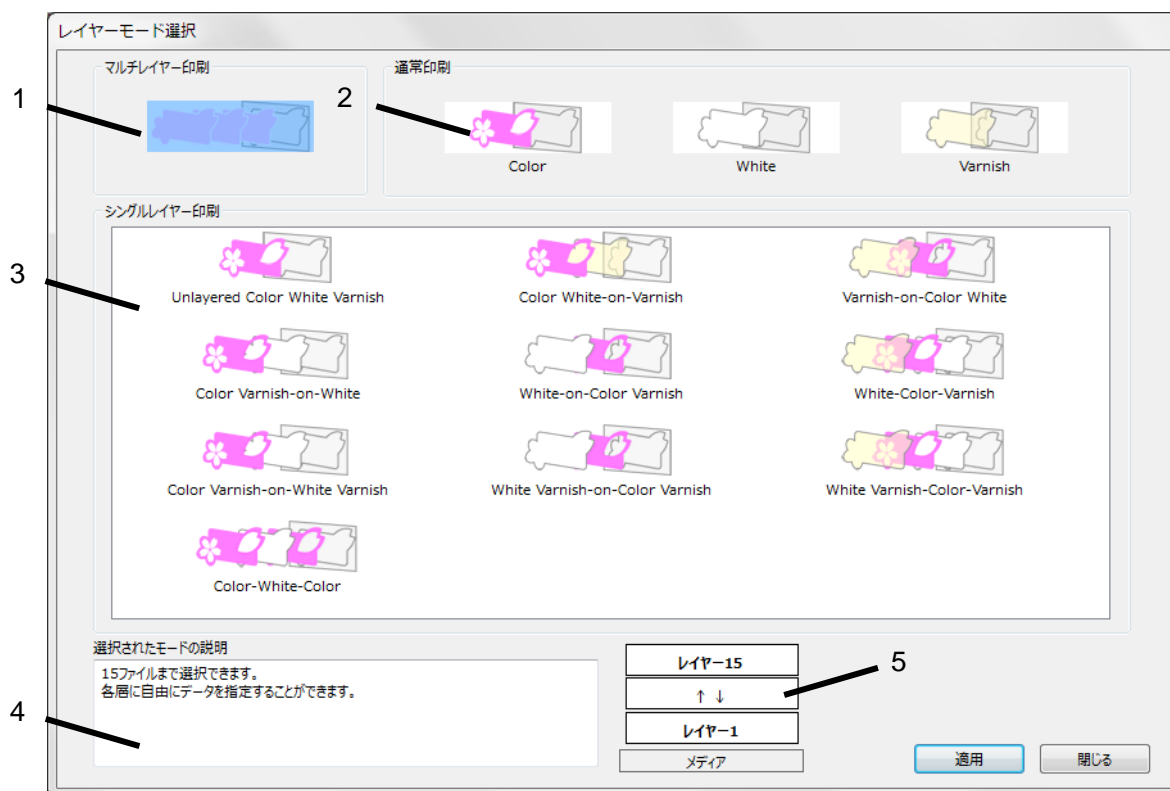 レイヤーモード選択
マルチレイヤー印刷
通常印刷
1
2
Color
White
Varnish
シングルレイヤー印刷
3
Unlayered Color White Varnish
Color White-on-Varnish
Varnish-on-Color White
Color Varnish-on-White
White-on-Color Varnish
White-Color-Varnish
Color Varnish-on-White Varnish
White Varnish-on-Color Varnish
White Varnish-Color-Varnish
Color-White-Color
選択されたモードの説明
15ファイルまで選択できます。
各層に自由にデータを指定することができます。
4
レイヤー15
↑ ↓
レイヤー1
メディア
5
適用
閉じる